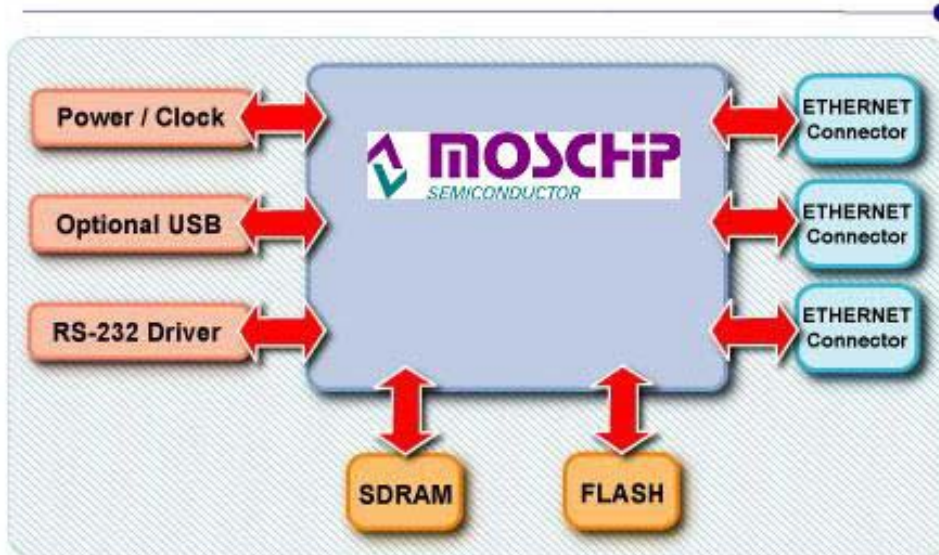 Power / Clock
Optional USB
RS-232 Driver
MOSCHIP
SEMICONDUCTOR
ETHERNET
Connector
ETHERNET
Connector
ETHERNET
Connector
SDRAM
FLASH